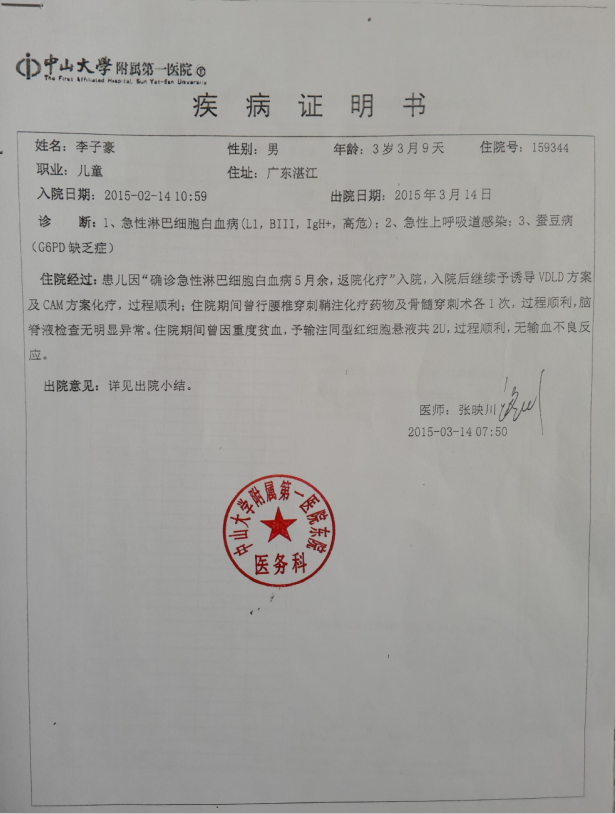 中山大学附属第一医院
The First Affiliated Hospital, Sun Yat-Sen University
疾病证明书
姓名：李子豪 性别：男 年龄：3岁3月9天 住院号：159344
职业：儿童 住址：广东湛江
入院日期：2015-02-14 10:59 出院日期：2015年3月14日
诊 断：1、急性淋巴细胞白血病(L1，BIII，IgH+，高危)；2、急性上呼吸道感染；3、蚕豆病
(G6PD缺乏症)
住院经过：患儿因“确诊急性淋巴细胞白血病5月余，返院化疗”入院，入院后继续予诱导VDLD方案
及CAM方案化疗，过程顺利；住院期间曾行腰椎穿刺鞘注化疗药物及骨髓穿刺术各1次，过程顺利，脑
脊液检查无明显异常。住院期间曾因重度贫血，予输注同型红细胞悬液共2U，过程顺利，无输血不良反
应。
出院意见：详见出院小结。
医师：张映川
2015-03-14 07:50
中山大学附属第一医院东院
医务科